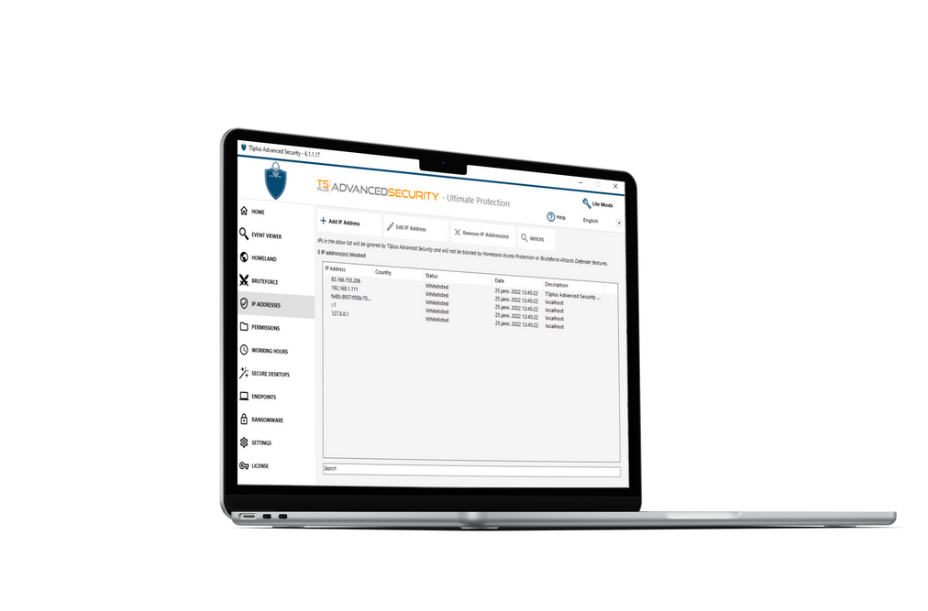 TSplus Advanced Security - 6.1.1.17
TS PLUS ADVANCEDSECURITY - Ultimate Protection
Lite Mode
Help
English
HOME
EVENT VIEWER
HOMELAND
BRUTEFORCE
IP ADDRESSES
PERMISSIONS
WORKING HOURS
SECURE DESKTOPS
ENDPOINTS
RANSOMWARE
SETTINGS
LICENSE
Add IP Address
Edit IP Address
Remove IP Address(es)
WHOIS
IPs in the allow list will be ignored by TSplus Advanced Security and will not be blocked by Homeland Access Protection or Bruteforce Attacks Defender features.
0 IP address(es) blocked
IP Address Country Status Date Description
83.166.153.206 Whitelisted 25 janv. 2022 12:45:22 TSplus Advanced Security ...
192.168.1.111 Whitelisted 25 janv. 2022 12:45:22 localhost
Whitelisted 25 janv. 2022 12:45:22 localhost
::1 Whitelisted 25 janv. 2022 12:45:22 localhost
127.0.0.1 Whitelisted 25 janv. 2022 12:45:22 localhost
Search